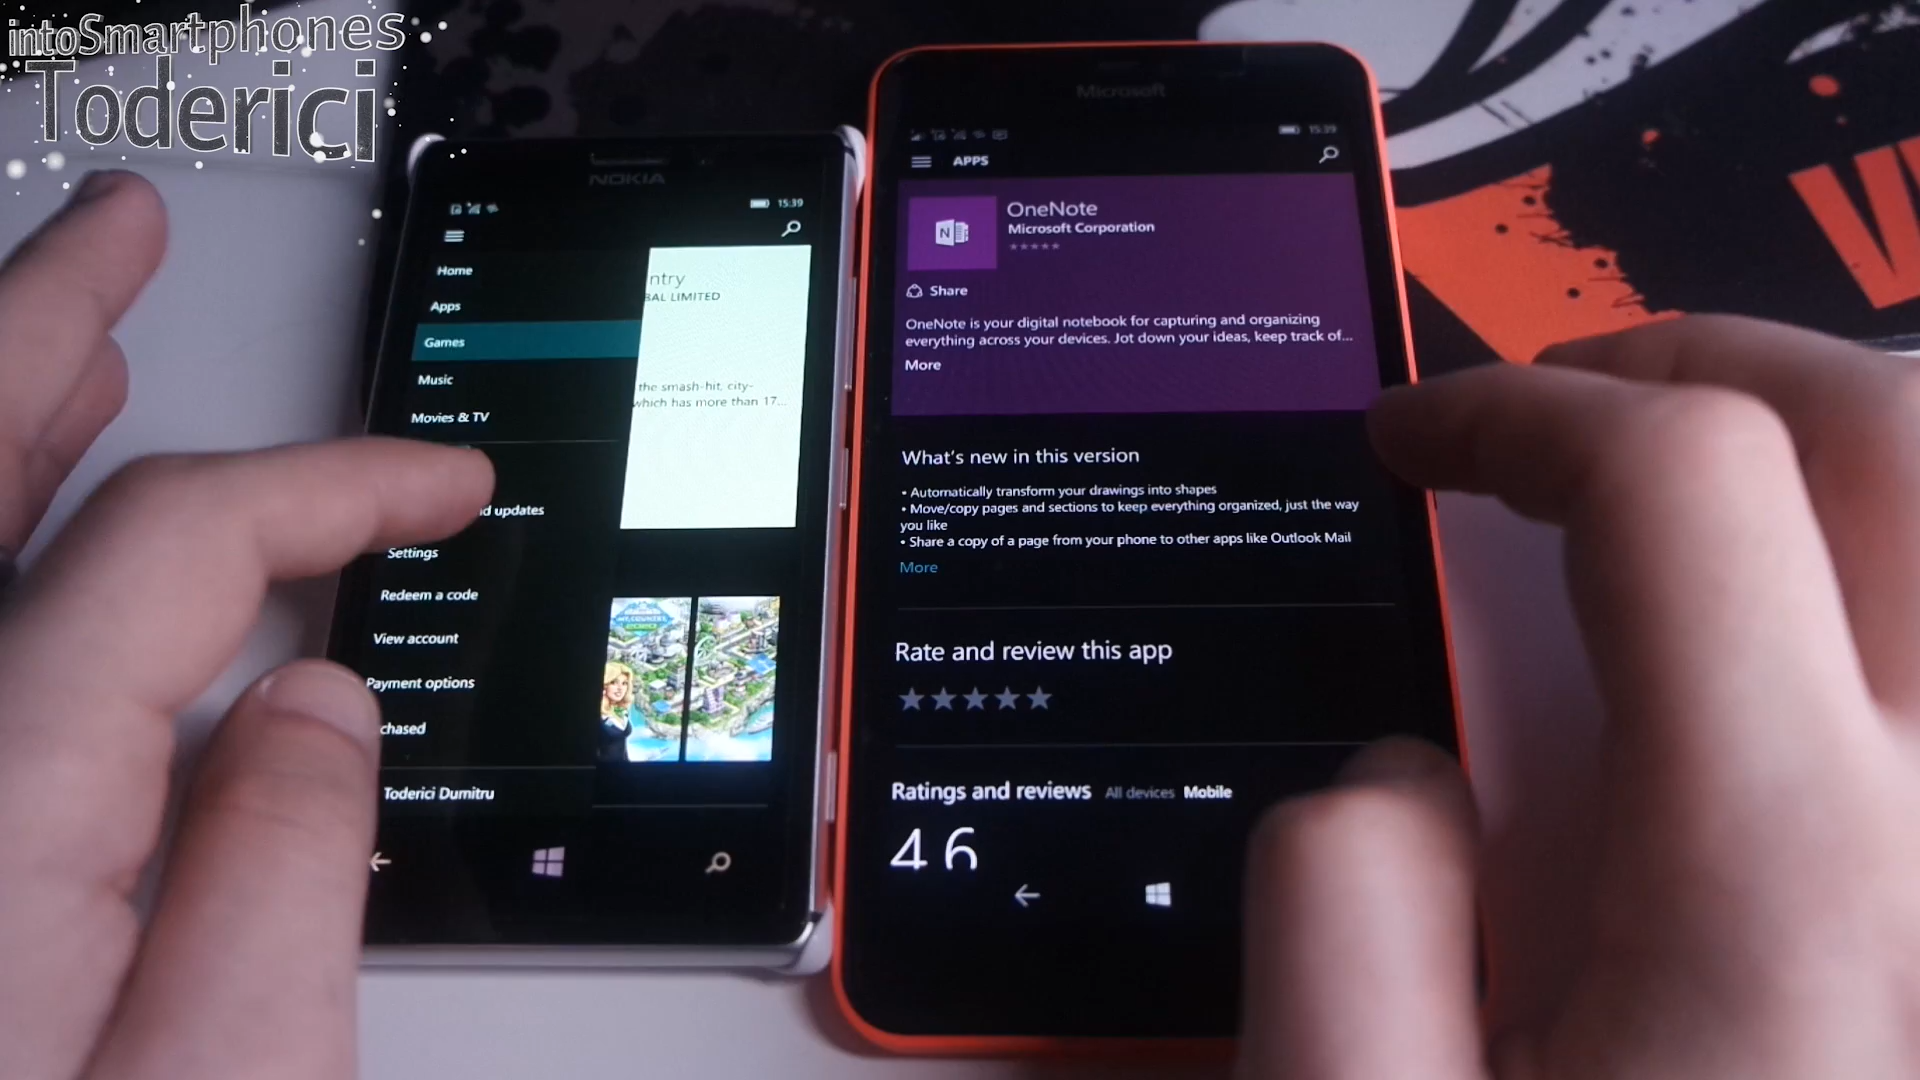 intoSmartphones
Toderici
NOKIA
15:39
Home
Apps
Games
Music
Movies & TV
d updates
Settings
Redeem a code
View account
Payment options
chased
Toderici Dumitru
ntry
BAL LIMITED
the smash-hit, city-
which has more than 17...
Microsoft
15:39
APPS
OneNote
Microsoft Corporation
Share
OneNote is your digital notebook for capturing and organizing
everything across your devices. Jot down your ideas, keep track of...
More
What's new in this version
• Automatically transform your drawings into shapes
• Move/copy pages and sections to keep everything organized, just the way
you like
• Share a copy of a page from your phone to other apps like Outlook Mail
More
Rate and review this app
Ratings and reviews All devices Mobile
4.6